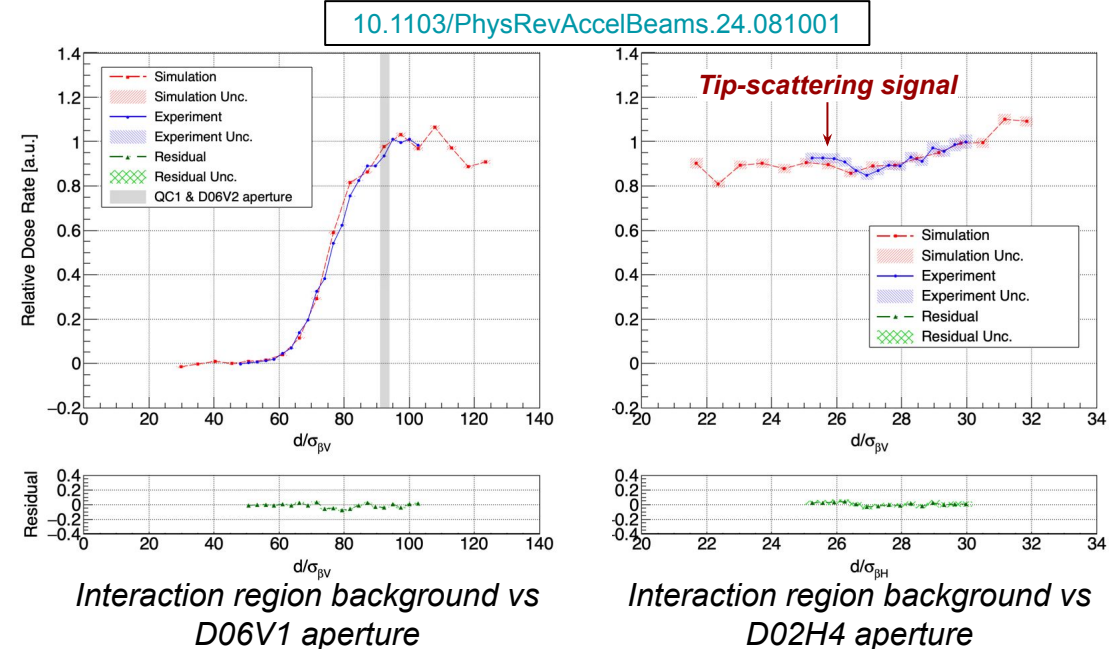 10.1103/PhysRevAccelBeams.24.081001
1.4
1.2
1
0.8
0.6
0.4
0.2
0
−0.2
Relative Dose Rate [a.u.]
Simulation
Simulation Unc.
Experiment
Experiment Unc.
Residual
Residual Unc.
QC1 & D06V2 aperture
0 20 40 60 80 100 120 140
d/σβV
0.4
0.2
0
−0.2
−0.4
Residual
0 20 40 60 80 100 120 140
d/σβV
Interaction region background vs
D06V1 aperture
1.4
1.2
1
0.8
0.6
0.4
0.2
0
-0.2
Tip-scattering signal
Simulation
Simulation Unc.
Experiment
Experiment Unc.
Residual
Residual Unc.
20 22 24 26 28 30 32 34
d/σβV
0.4
0.2
0
-0.2
-0.4
20 22 24 26 28 30 32 34
d/σβH
Interaction region background vs
D02H4 aperture